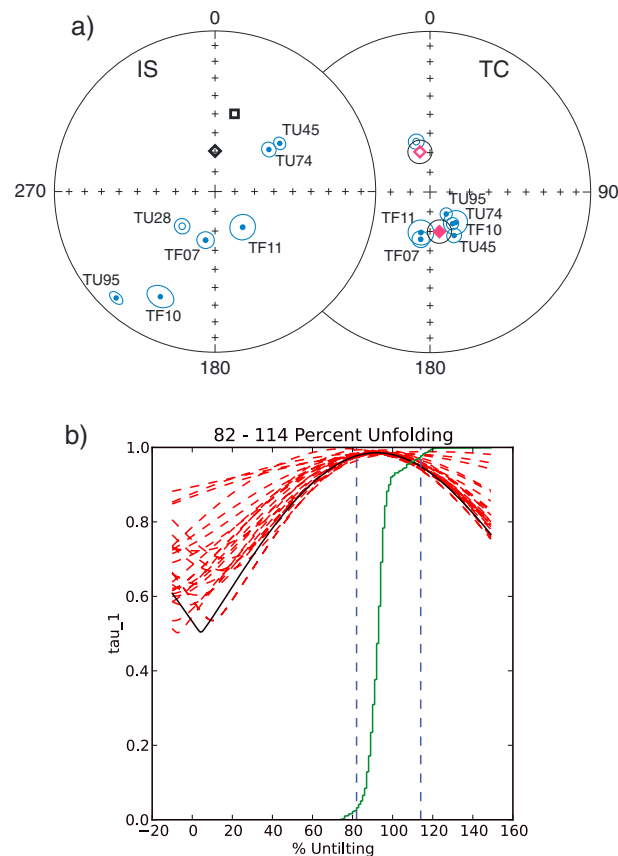 a)
0
0
IS
TC
TU45
TU74
270
90
TU28
TU95
TU74
TF11
TF10
TF07
TF11
TF07
TU45
TU95
TF10
180
180
b)
82 - 114 Percent Unfolding
1.0
0.8
0.6
tau_1
0.4
0.2
0.0
−20 0 20 40 60 80 100 120 140 160
% Untilting